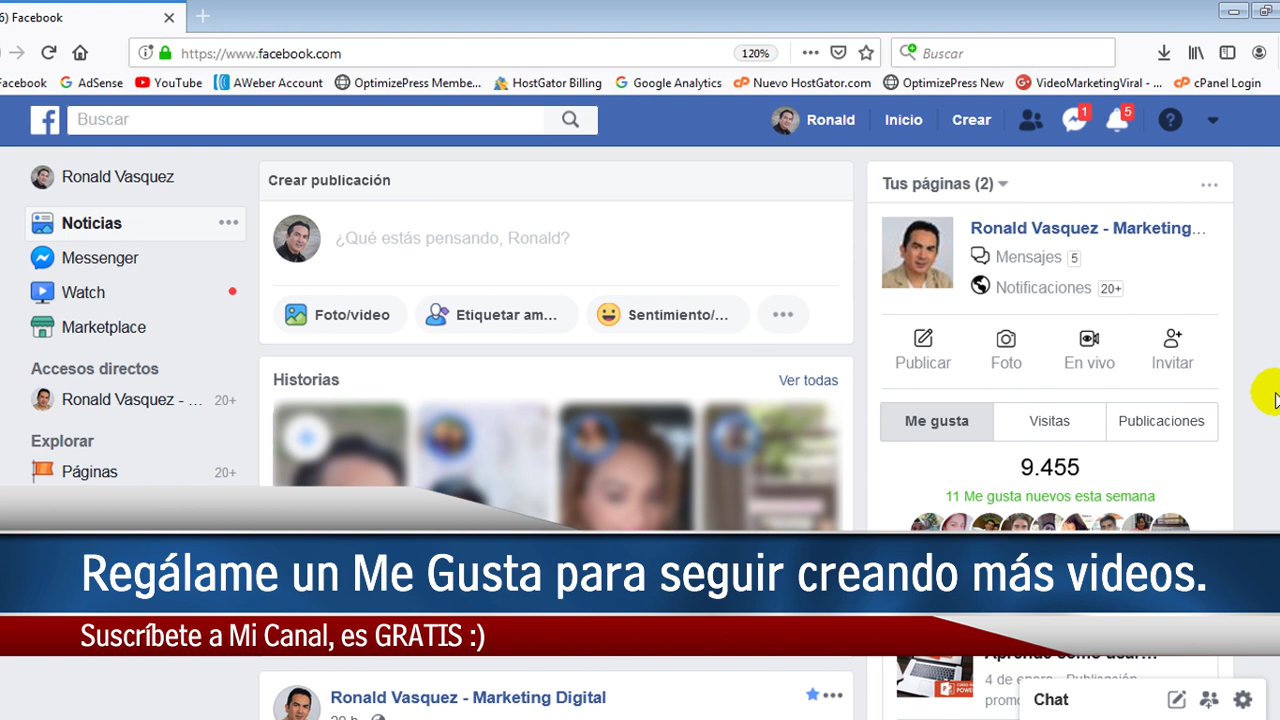 6) Facebook
https://www.facebook.com
120%
Buscar
Facebook
AdSense
YouTube
AWeber Account
OptimizePress Membe...
HostGator Billing
Google Analytics
Nuevo HostGator.com
OptimizePress New
VideoMarketingViral - ...
cPanel Login
Buscar
Ronald
Inicio
Crear
1
5
Ronald Vasquez
Noticias
Messenger
Watch
Marketplace
Accesos directos
Ronald Vasquez - ... 20+
Explorar
Páginas 20+
Crear publicación
¿Qué estás pensando, Ronald?
Foto/video
Etiquetar am...
Sentimiento/...
Historias
Ver todas
Tus páginas (2)
Ronald Vasquez - Marketing...
Mensajes 5
Notificaciones 20+
Publicar
Foto
En vivo
Invitar
Me gusta
Visitas
Publicaciones
9.455
11 Me gusta nuevos esta semana
Regálame un Me Gusta para seguir creando más videos.
Suscríbete a Mi Canal, es GRATIS :)
Ronald Vasquez - Marketing Digital
20 h
4 de enero · Publicación
promo
Chat